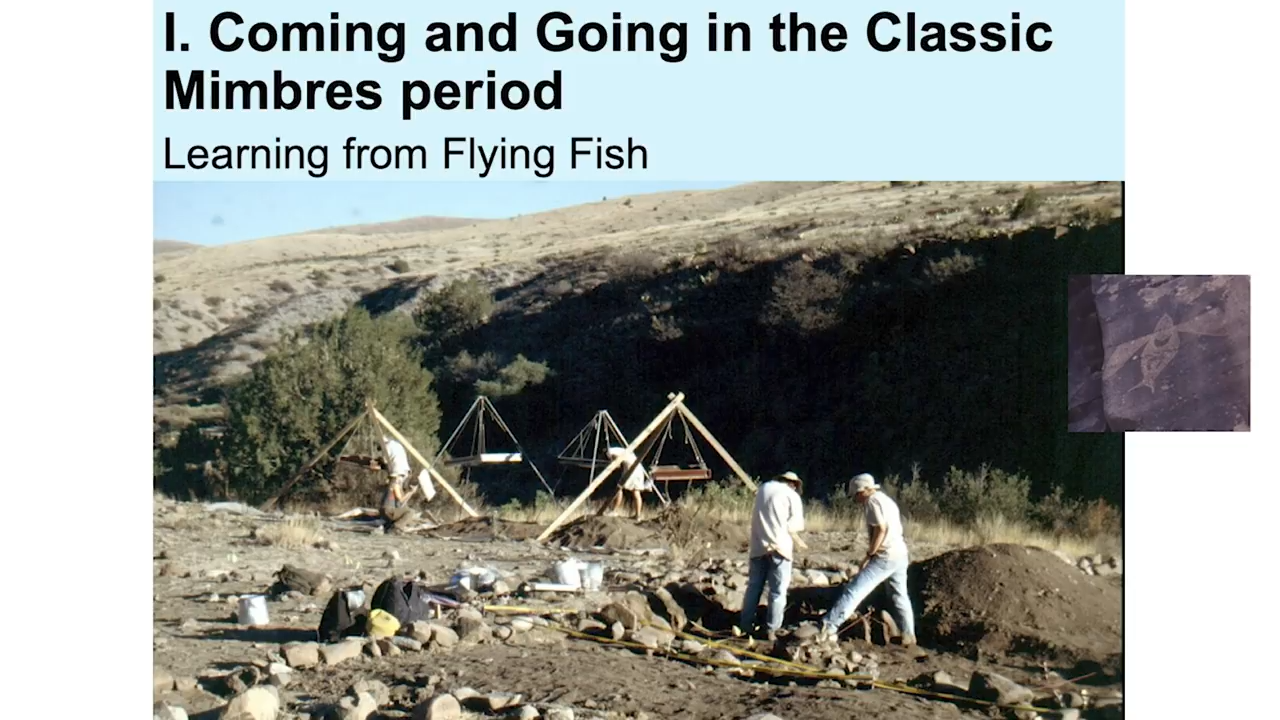 I. Coming and Going in the Classic
Mimbres period
Learning from Flying Fish